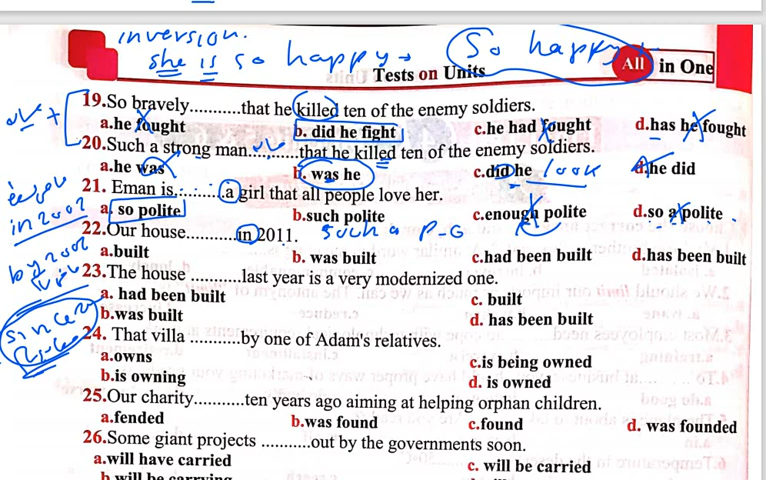 inversion.
she is so happy → So happy
Tests on Units
All in One
19.So bravely...........that he killed ten of the enemy soldiers.
a.he fought b. did he fight c.he had fought d.has he fought
20.Such a strong man..........that he killed ten of the enemy soldiers.
a.he was b. was he c.did he look d.he did
21. Eman is..........a girl that all people love her.
a. so polite b.such polite c.enough polite d.so a polite
in 2002
22.Our house...........in 2011. such a P-G
a.built b. was built c.had been built d.has been built
by 2002
23.The house ...........last year is a very modernized one.
a. had been built c. built
b.was built d. has been built
since
24. That villa ...........by one of Adam's relatives.
a.owns c.is being owned
b.is owning d. is owned
25.Our charity...........ten years ago aiming at helping orphan children.
a.fended b.was found c.found d. was founded
26.Some giant projects ...........out by the governments soon.
a.will have carried c. will be carried
b.will be carrying